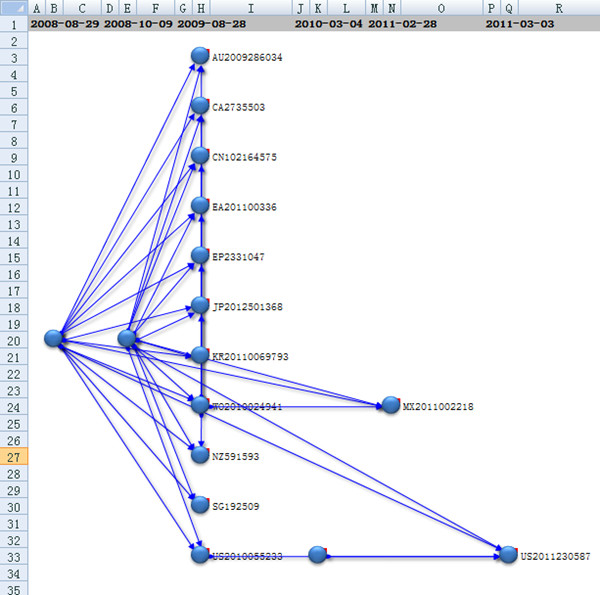 A B C D E F G H I J K L M N O P Q R
1 2008-08-29 2008-10-09 2009-08-28 2010-03-04 2011-02-28 2011-03-03
2
3 AU2009286034
4
5
6 CA2735503
7
8
9 CN102164575
10
11
12 EA201100336
13
14
15 EP2331047
16
17
18 JP2012501368
19
20
21 KR20110069793
22
23
24 WO2010024941 MX2011002218
25
26
27 NZ591593
28
29
30 SG192509
31
32
33 US2010055233 US2011230587
34
35